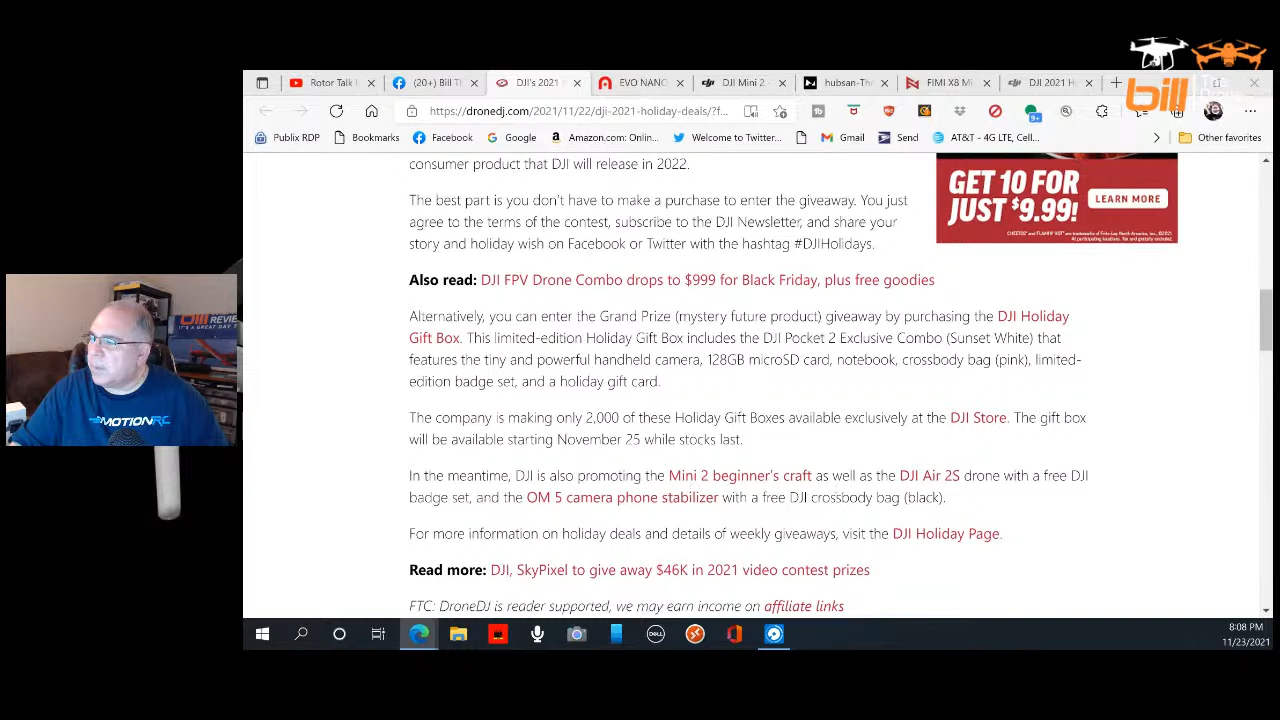 Rotor Talk L
(20+) Bill Th
DJI's 2021 H
EVO NANO
DJI Mini 2 -
hubsan-The
FIMI X8 Mi
DJI 2021 H
bill
https://dronedj.com/2021/11/22/dji-2021-holiday-deals/?f...
9+
Publix RDP
Bookmarks
Facebook
Google
Amazon.com: Onlin...
Welcome to Twitter...
Gmail
Send
AT&T - 4G LTE, Cell...
Other favorites
consumer product that DJI will release in 2022.
The best part is you don't have to make a purchase to enter the giveaway. You just
agree to the terms of the contest, subscribe to the DJI Newsletter, and share your
story and holiday wish on Facebook or Twitter with the hashtag #DJIHolidays.
GET 10 FOR
JUST $9.99!
LEARN MORE
Also read: DJI FPV Drone Combo drops to $999 for Black Friday, plus free goodies
Alternatively, you can enter the Grand Prize (mystery future product) giveaway by purchasing the DJI Holiday
Gift Box. This limited-edition Holiday Gift Box includes the DJI Pocket 2 Exclusive Combo (Sunset White) that
features the tiny and powerful handheld camera, 128GB microSD card, notebook, crossbody bag (pink), limited-
edition badge set, and a holiday gift card.
The company is making only 2,000 of these Holiday Gift Boxes available exclusively at the DJI Store. The gift box
will be available starting November 25 while stocks last.
In the meantime, DJI is also promoting the Mini 2 beginner's craft as well as the DJI Air 2S drone with a free DJI
badge set, and the OM 5 camera phone stabilizer with a free DJI crossbody bag (black).
For more information on holiday deals and details of weekly giveaways, visit the DJI Holiday Page.
Read more: DJI, SkyPixel to give away $46K in 2021 video contest prizes
FTC: DroneDJ is reader supported, we may earn income on affiliate links
MOTIONRC
DELL
8:08 PM
11/23/2021